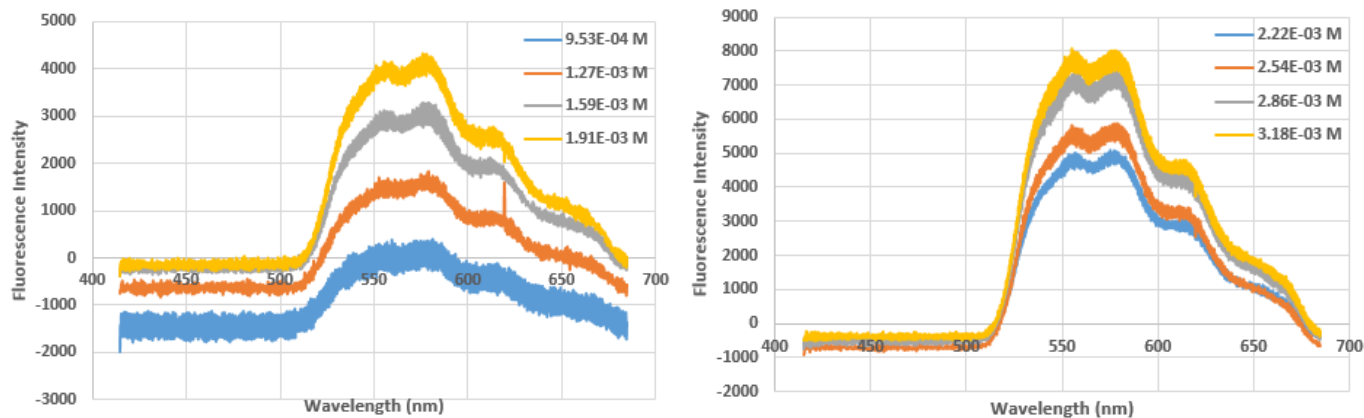 5000
4000
3000
2000
1000
0
-1000
-2000
-3000
400
450
500
550
600
650
700
Fluorescence Intensity
Wavelength (nm)
9.53E-04 M
1.27E-03 M
1.59E-03 M
1.91E-03 M
9000
8000
7000
6000
5000
4000
3000
2000
1000
0
-1000
-2000
400
450
500
550
600
650
700
Fluorescence Intensity
Wavelength (nm)
2.22E-03 M
2.54E-03 M
2.86E-03 M
3.18E-03 M